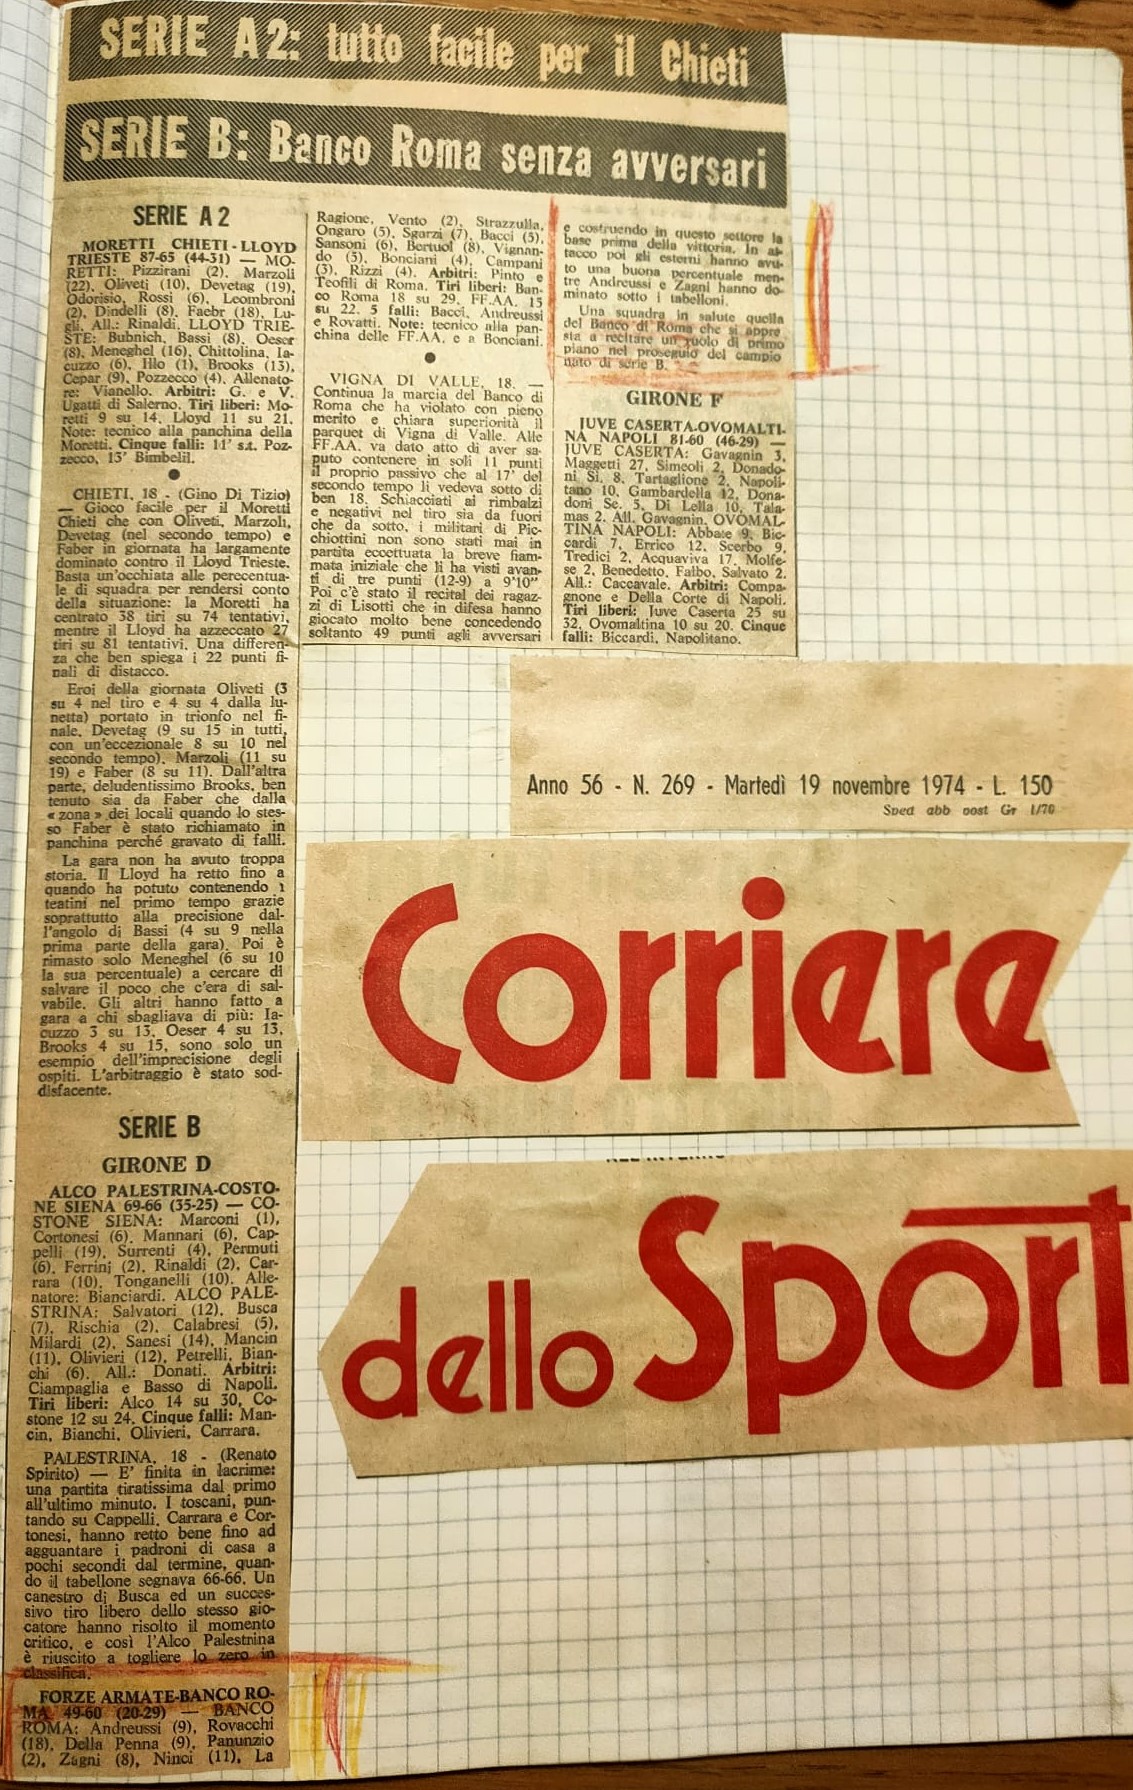 SERIE A2: tutto facile per il Chieti
SERIE B: Banco Roma senza avversari
SERIE A 2
MORETTI CHIETI-LLOYD
TRIESTE 87-65 (44-31) — MO-
RETTI: Pizzirani (2), Marzoli
(22), Oliveti (10), Devetag (19),
Odorisio, Rossi (6), Leombroni
(2), Dindelli (8), Faebr (18), Lu-
gli. All.: Rinaldi. LLOYD TRIE-
STE: Bubnich, Bassi (8), Oeser
(8), Meneghel (16), Chittolina, Ia-
cuzzo (6), Hlo (1), Brooks (13),
Cepar (9), Pozzecco (4). Allenato-
re: Vianello. Arbitri: G. e V.
Ugatti di Salerno. Tiri liberi: Mo-
retti 9 su 14, Lloyd 11 su 21.
Note: tecnico alla panchina della
Moretti. Cinque falli: 11' s.t. Poz-
zecco, 13' Bimbelil.
CHIETI, 18 - (Gino Di Tizio)
— Gioco facile per il Moretti
Chieti che con Oliveti, Marzoli,
Devetag (nel secondo tempo) e
Faber in giornata ha largamente
dominato contro il Lloyd Trieste.
Basta un'occhiata alle perecentua-
le di squadra per rendersi conto
della situazione: la Moretti ha
centrato 38 tiri su 74 tentativi,
mentre il Lloyd ha azzeccato 27
tiri su 81 tentativi. Una differen-
za che ben spiega i 22 punti fi-
nali di distacco.
Eroi della giornata Oliveti (3
su 4 nel tiro e 4 su 4 dalla lu-
netta) portato in trionfo nel fi-
nale, Devetag (9 su 15 in tutti,
con un'eccezionale 8 su 10 nel
secondo tempo), Marzoli (11 su
19) e Faber (8 su 11). Dall'altra
parte, deludentissimo Brooks, ben
tenuto sia da Faber che dalla
« zona » dei locali quando lo stes-
so Faber è stato richiamato in
panchina perché gravato di falli.
La gara non ha avuto troppa
storia. Il Lloyd ha retto fino a
quando ha potuto contenendo i
teatini nel primo tempo grazie
soprattutto alla precisione dal-
l'angolo di Bassi (4 su 9 nella
prima parte della gara). Poi è
rimasto solo Meneghel (6 su 10
la sua percentuale) a cercare di
salvare il poco che c'era di sal-
vabile. Gli altri hanno fatto a
gara a chi sbagliava di più: Ia-
cuzzo 3 su 13, Oeser 4 su 13,
Brooks 4 su 15, sono solo un
esempio dell'imprecisione degli
ospiti. L'arbitraggio è stato sod-
disfacente.
SERIE B
GIRONE D
ALCO PALESTRINA-COSTO-
NE SIENA 69-66 (35-25) — CO-
STONE SIENA: Marconi (1),
Cortonesi (6), Mannari (6), Cap-
pelli (19), Surrenti (4), Permuti
(6), Ferrini (2), Rinaldi (2), Car-
rara (10), Tonganelli (10). Alle-
natore: Bianciardi. ALCO PALE-
STRINA: Salvatori (12), Busca
(7), Rischia (2), Calabresi (5),
Milardi (2), Sanesi (14), Mancin
(11), Olivieri (12), Petrelli, Bian-
chi (6). All.: Donati. Arbitri:
Ciampaglia e Basso di Napoli.
Tiri liberi: Alco 14 su 30, Co-
stone 12 su 24. Cinque falli: Man-
cin, Bianchi, Olivieri, Carrara.
PALESTRINA, 18 - (Renato
Spirito) — E' finita in lacrime:
una partita tiratissima dal primo
all'ultimo minuto. I toscani, pun-
tando su Cappelli, Carrara e Cor-
tonesi, hanno retto bene fino ad
agguantare i padroni di casa a
pochi secondi dal termine, quan-
do il tabellone segnava 66-66. Un
canestro di Busca ed un succes-
sivo tiro libero dello stesso gio-
catore hanno risolto il momento
critico, e così l'Alco Palestrina
è riuscito a togliere lo zero in
classifica.
FORZE ARMATE-BANCO RO-
MA 49-60 (20-29) — BANCO
ROMA: Andreussi (9), Rovacchi
(18), Della Penna (9), Panunzio
(2), Zagni (8), Ninci (11), La
Ragione, Vento (2), Strazzulla,
Ongaro (5), Sgarzi (7), Bacci (5),
Sansoni (6), Bertuol (8), Vignan-
do (3), Bonciani (4), Campani
(3), Rizzi (4). Arbitri: Pinto e
Teofili di Roma. Tiri liberi: Ban-
co Roma 18 su 29, FF.AA. 15
su 22. 5 falli: Bacci, Andreussi
e Rovatti. Note: tecnico alla pan-
china delle FF.AA. e a Bonciani.
VIGNA DI VALLE, 18. —
Continua la marcia del Banco di
Roma che ha violato con pieno
merito e chiara superiorità il
parquet di Vigna di Valle. Alle
FF.AA. va dato atto di aver sa-
puto contenere in soli 11 punti
il proprio passivo che al 17' del
secondo tempo li vedeva sotto di
ben 18. Schiacciati ai rimbalzi
e negativi nel tiro sia da fuori
che da sotto, i militari di Pic-
chiottini non sono stati mai in
partita eccettuata la breve fiam-
mata iniziale che li ha visti avan-
ti di tre punti (12-9) a 9'10''
Poi c'è stato il recital dei ragaz-
zi di Lisotti che in difesa hanno
giocato molto bene concedendo
soltanto 49 punti agli avversari
e costruendo in questo settore la
base prima della vittoria. In at-
tacco poi gli esterni hanno avu-
to una buona percentuale men-
tre Andreussi e Zagni hanno do-
minato sotto i tabelloni.
Una squadra in salute quella
del Banco di Roma che si appre
sta a recitare un ruolo di primo
piano nel proseguio del campio
nato di serie B.
GIRONE F
JUVE CASERTA-OVOMALTI-
NA NAPOLI 81-60 (46-29) —
JUVE CASERTA: Gavagnin 3,
Maggetti 27, Simeoli 2, Donado-
ni Si. 8, Tartaglione 2, Napoli-
tano 10, Gambardella 12, Dona-
doni Se. 5, Di Lella 10, Tala-
mas 2. All. Gavagnin. OVOMAL-
TINA NAPOLI: Abbate 9, Bic-
cardi 7, Errico 12, Scerbo 9,
Tredici 2, Acquaviva 17, Molfe-
se 2, Benedetto, Falbo, Salvato 2.
All.: Caccavale. Arbitri: Compa-
gnone e Della Corte di Napoli.
Tiri liberi: Juve Caserta 25 su
32, Ovomaltina 10 su 20. Cinque
falli: Biccardi, Napolitano.
Anno 56 - N. 269 - Martedì 19 novembre 1974 - L. 150
Sped abb post Gr 1/70
Corriere
dello Sport